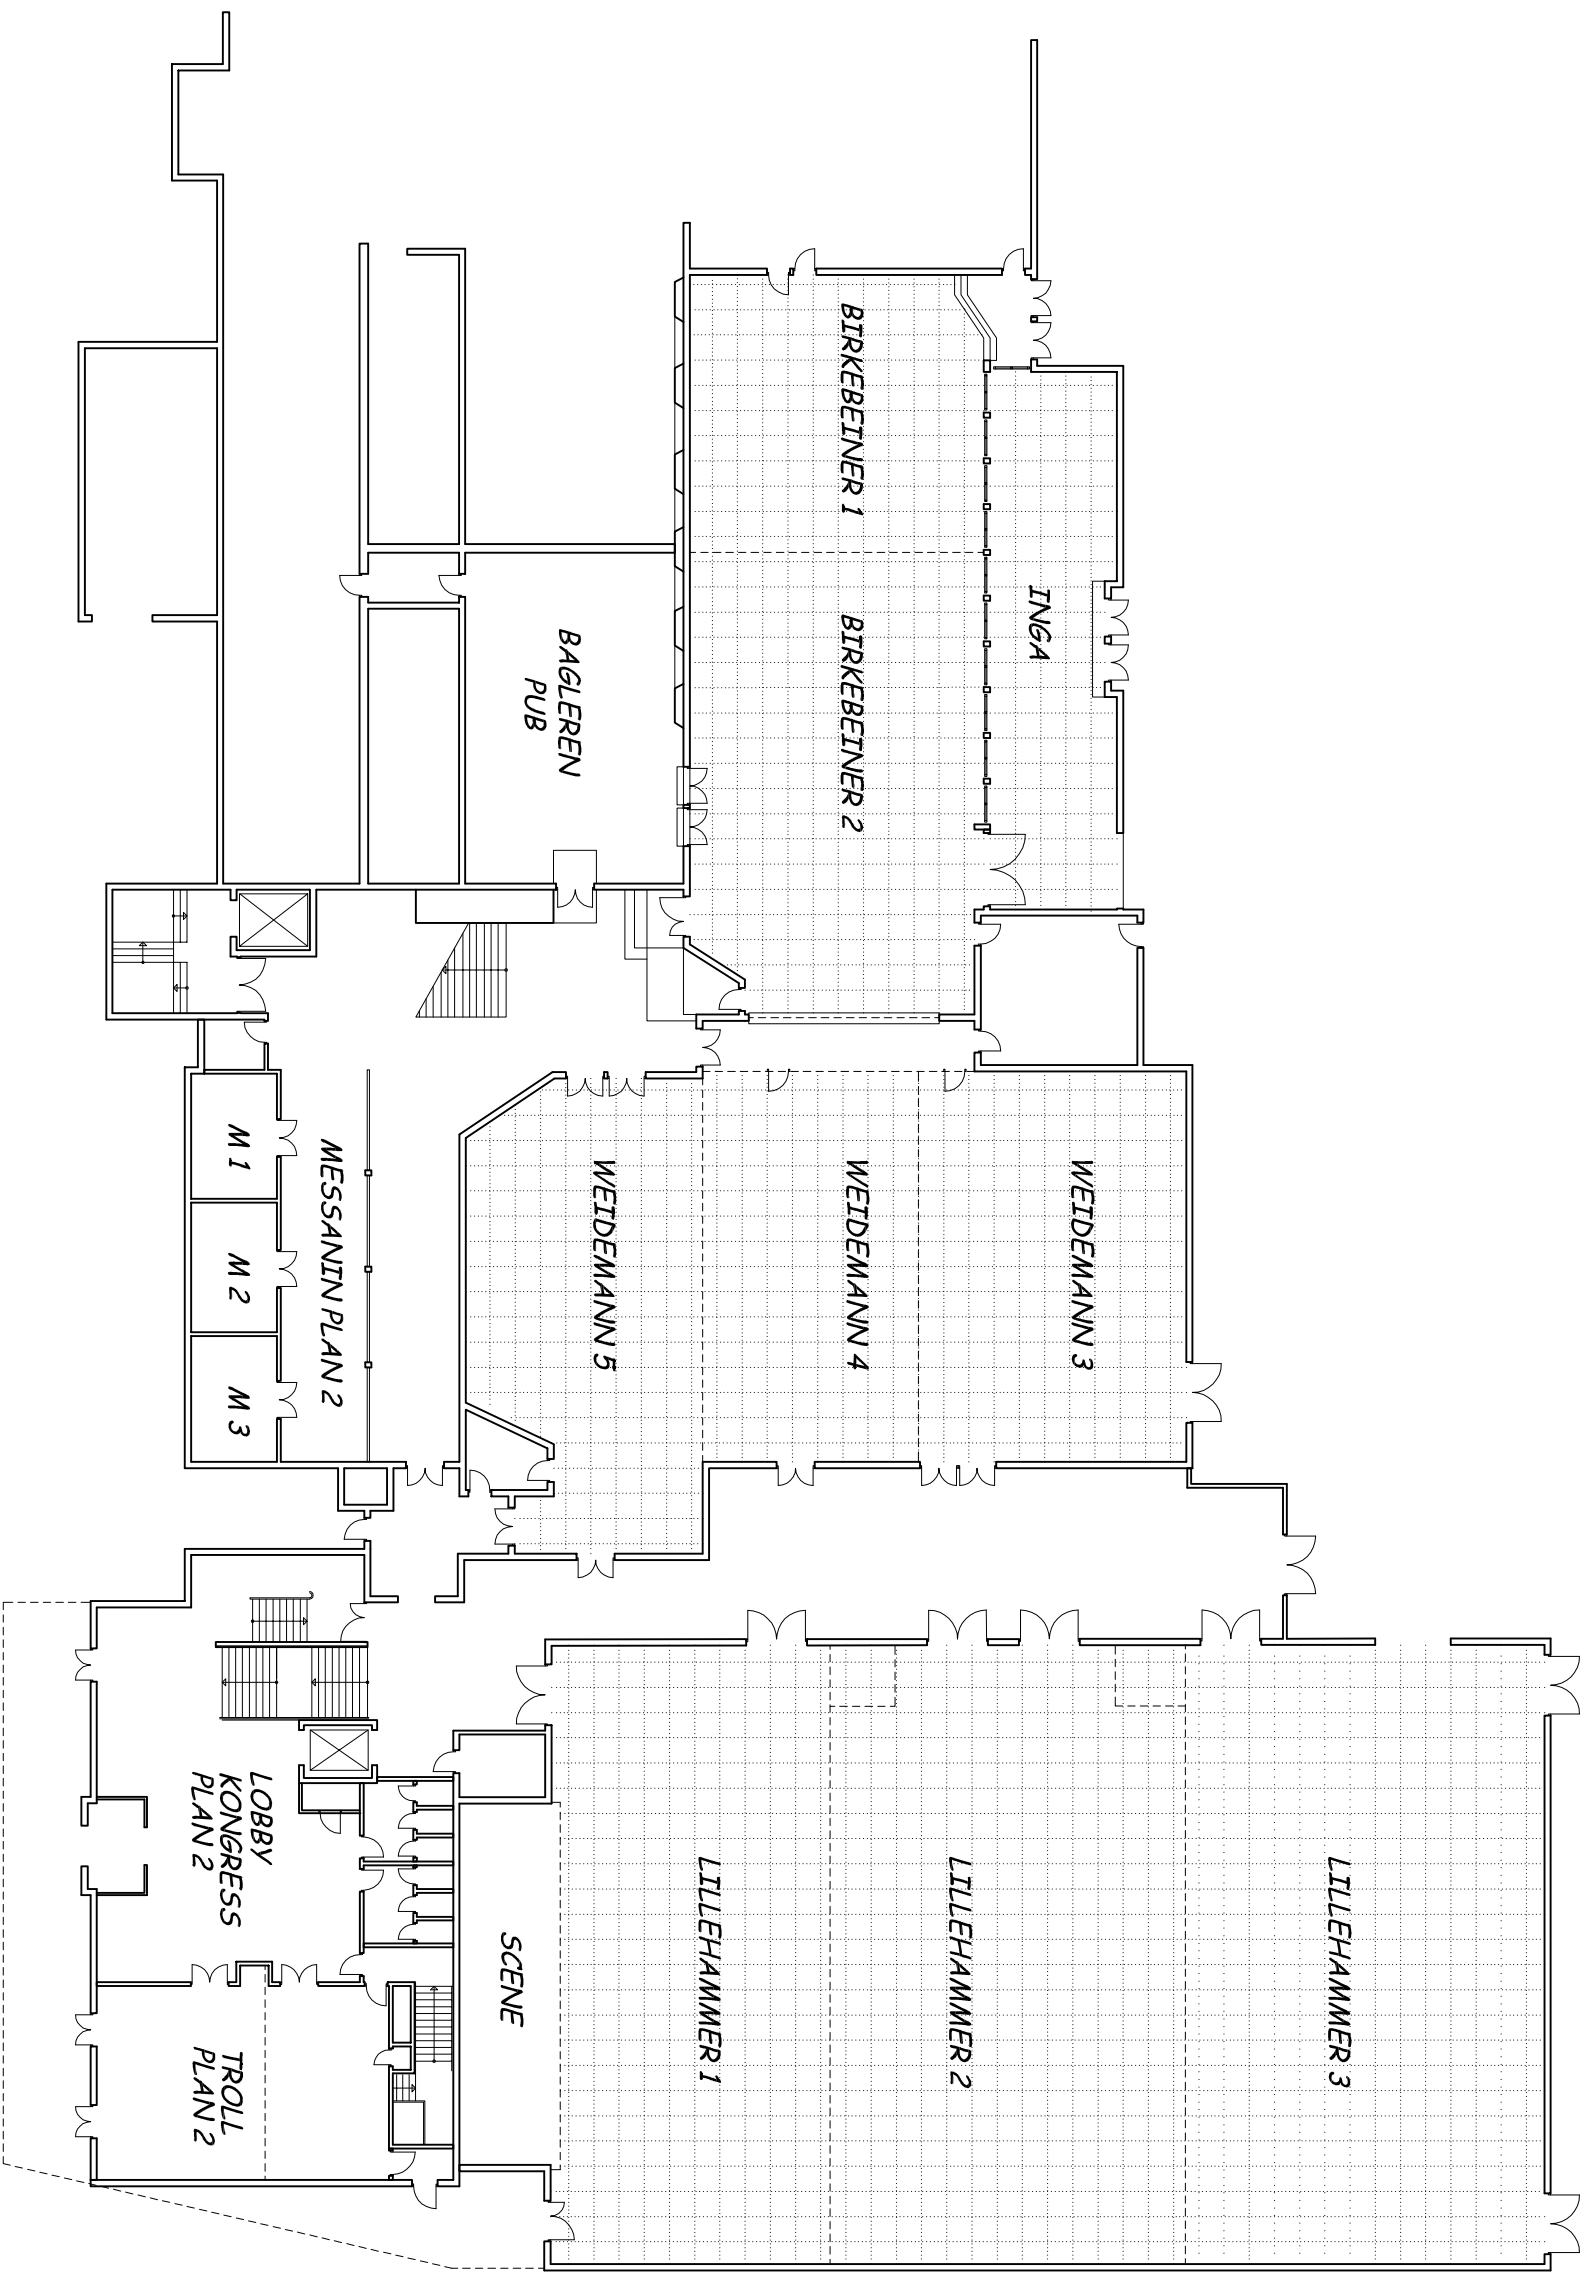 BIRKEBEINER 1
INGA
BIRKEBEINER 2
BAGLEREN
PUB
WEIDEMANN 3
WEIDEMANN 4
WEIDEMANN 5
MESSANIN PLAN 2
M 1
M 2
M 3
LILLEHAMMER 3
LILLEHAMMER 2
LILLEHAMMER 1
SCENE
LOBBY
KONGRESS
PLAN 2
TROLL
PLAN 2